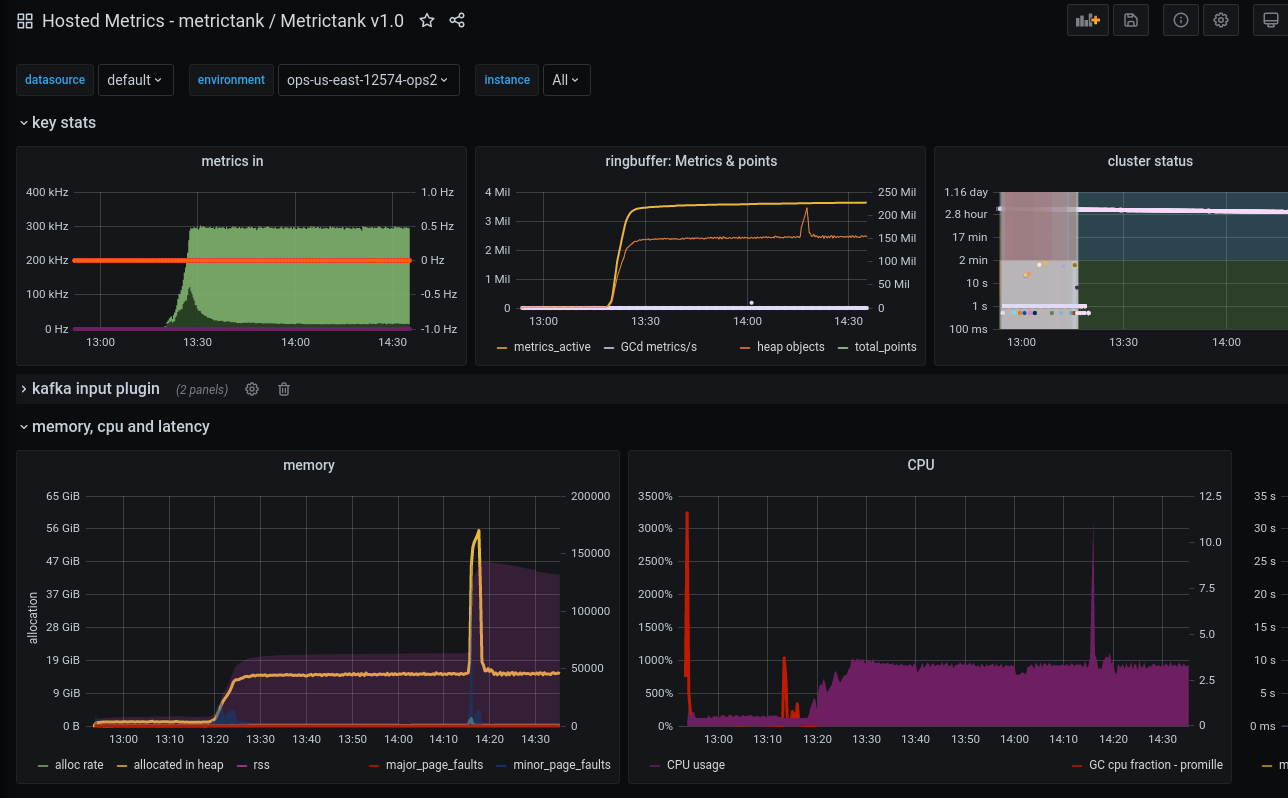 Hosted Metrics - metrictank / Metrictank v1.0
datasource default environment ops-us-east-12574-ops2 instance All
key stats
metrics in
400 kHz 1.0 Hz
300 kHz 0.5 Hz
200 kHz 0 Hz
100 kHz -0.5 Hz
0 Hz -1.0 Hz
13:00 13:30 14:00 14:30
ringbuffer: Metrics & points
4 Mil 250 Mil
3 Mil 200 Mil
2 Mil 150 Mil
1 Mil 100 Mil
0 50 Mil
0
13:00 13:30 14:00 14:30
metrics_active GCd metrics/s heap objects total_points
cluster status
1.16 day
2.8 hour
17 min
2 min
10 s
1 s
100 ms
13:00 13:30 14:00
kafka input plugin (2 panels)
memory, cpu and latency
memory
allocation
65 GiB 200000
56 GiB 150000
47 GiB
37 GiB 100000
28 GiB
19 GiB 50000
9 GiB
0 B 0
13:00 13:10 13:20 13:30 13:40 13:50 14:00 14:10 14:20 14:30
alloc rate allocated in heap rss major_page_faults minor_page_faults
CPU
3500% 12.5
3000% 10.0
2500%
2000% 7.5
1500% 5.0
1000% 2.5
500%
0% 0
13:00 13:10 13:20 13:30 13:40 13:50 14:00 14:10 14:20 14:30
CPU usage GC cpu fraction - promille
35 s
30 s
25 s
20 s
15 s
10 s
5 s
0 ms
m